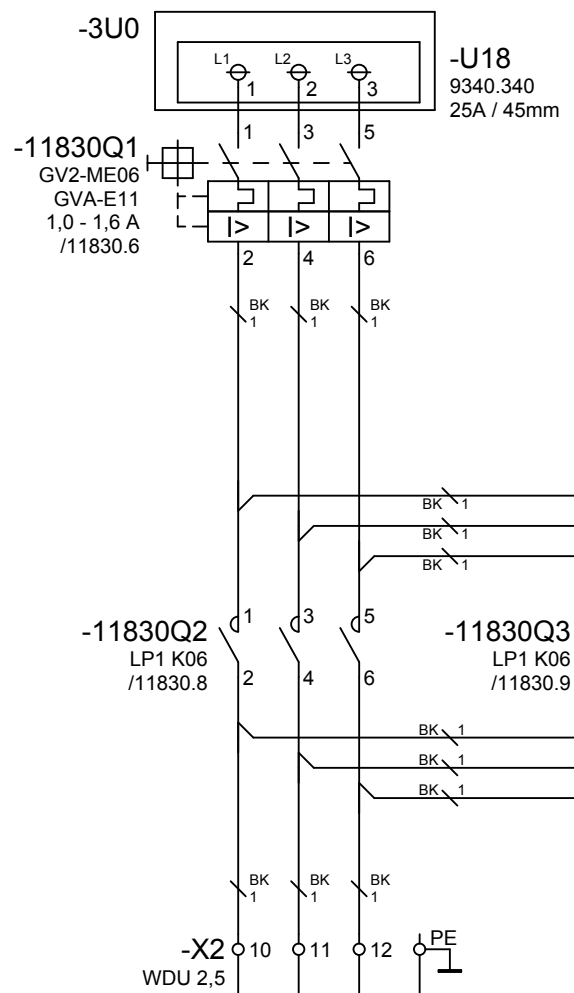 -3U0
L1 L2 L3
1 2 3
-U18
9340.340
25A / 45mm
1 3 5
-11830Q1
GV2-ME06
GVA-E11
1,0 - 1,6 A
/11830.6
I> I> I>
2 4 6
BK BK BK
1 1 1
BK 1
BK 1
BK 1
1 3 5
-11830Q2
LP1 K06
/11830.8
2 4 6
-11830Q3
LP1 K06
/11830.9
BK 1
BK 1
BK 1
BK BK BK
1 1 1
-X2 10 11 12 PE
WDU 2,5